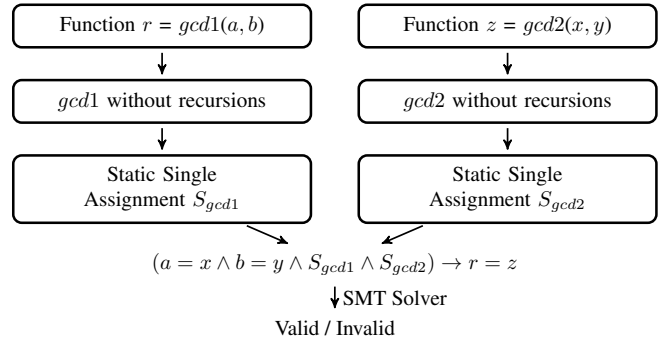 Function r = gcd1(a, b)
Function z = gcd2(x, y)
gcd1 without recursions
gcd2 without recursions
Static Single
Assignment S_gcd1
Static Single
Assignment S_gcd2
(a = x ∧ b = y ∧ S_gcd1 ∧ S_gcd2) → r = z
SMT Solver
Valid / Invalid